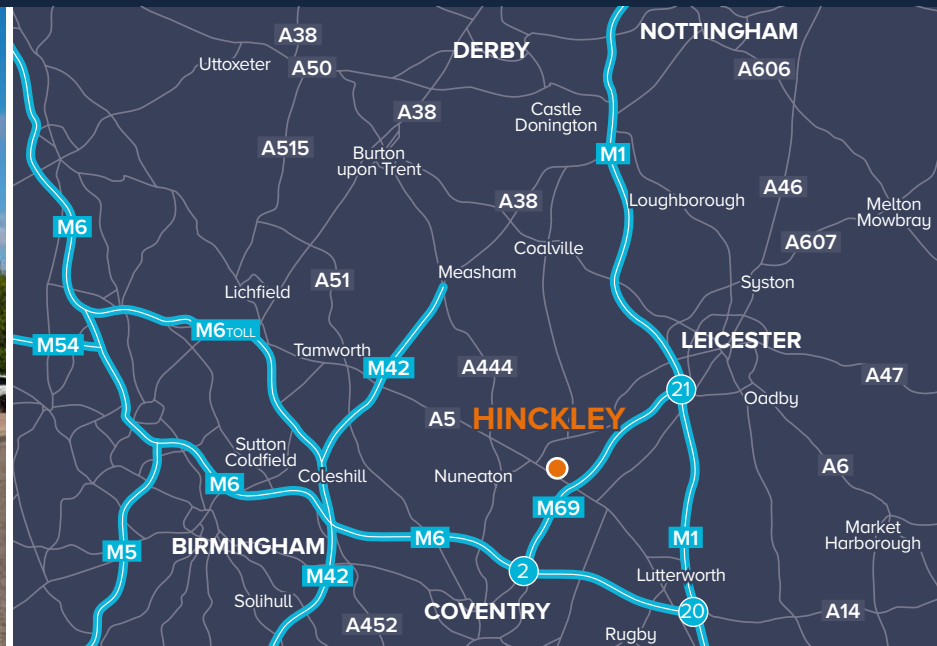 A38
NOTTINGHAM
DERBY
Uttoxeter
A50
A606
A38
Castle
Donington
A515
Burton
upon Trent
M1
A46
A38
Loughborough
Melton
Mowbray
M6
A607
Coalville
Measham
A51
Syston
Lichfield
M6TOLL
M54
LEICESTER
Tamworth
M42
A444
A47
21
Oadby
A5
HINCKLEY
Sutton
Coldfield
A6
Coleshill
Nuneaton
M6
M69
Market
Harborough
M6
M1
M5
BIRMINGHAM
M42
2
Lutterworth
Solihull
COVENTRY
20
A14
A452
Rugby